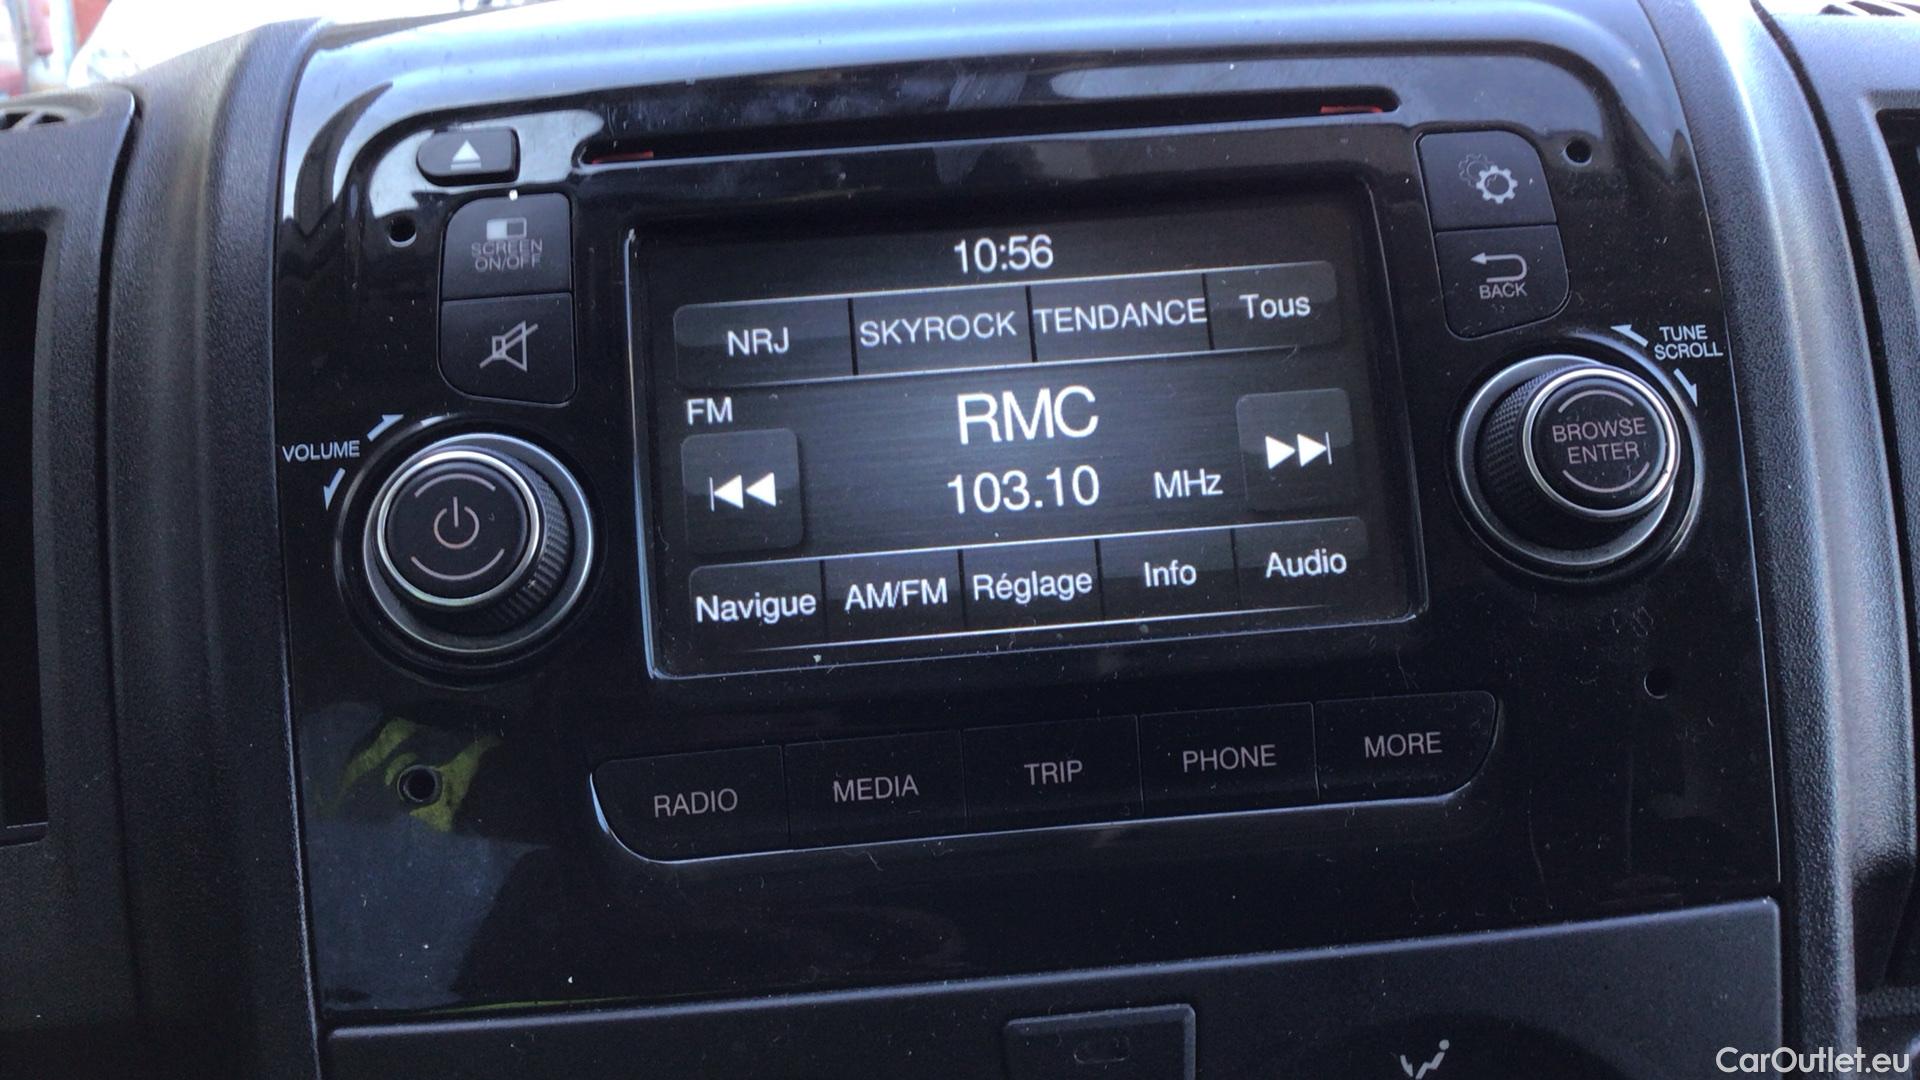 SCREEN
ON/OFF
10:56
NRJ SKYROCK TENDANCE Tous
BACK
TUNE
SCROLL
FM
RMC
103.10 MHz
VOLUME
BROWSE
ENTER
Navigue AM/FM Réglage Info Audio
RADIO MEDIA TRIP PHONE MORE
CarOutlet.eu